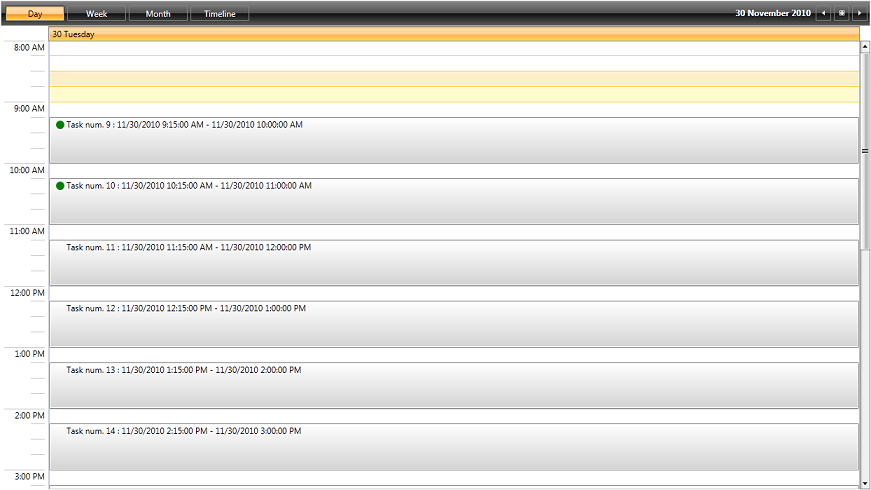 Day Week Month Timeline 30 November 2010
30 Tuesday
8:00 AM
9:00 AM
Task num. 9 : 11/30/2010 9:15:00 AM - 11/30/2010 10:00:00 AM
10:00 AM
Task num. 10 : 11/30/2010 10:15:00 AM - 11/30/2010 11:00:00 AM
11:00 AM
Task num. 11 : 11/30/2010 11:15:00 AM - 11/30/2010 12:00:00 PM
12:00 PM
Task num. 12 : 11/30/2010 12:15:00 PM - 11/30/2010 1:00:00 PM
1:00 PM
Task num. 13 : 11/30/2010 1:15:00 PM - 11/30/2010 2:00:00 PM
2:00 PM
Task num. 14 : 11/30/2010 2:15:00 PM - 11/30/2010 3:00:00 PM
3:00 PM